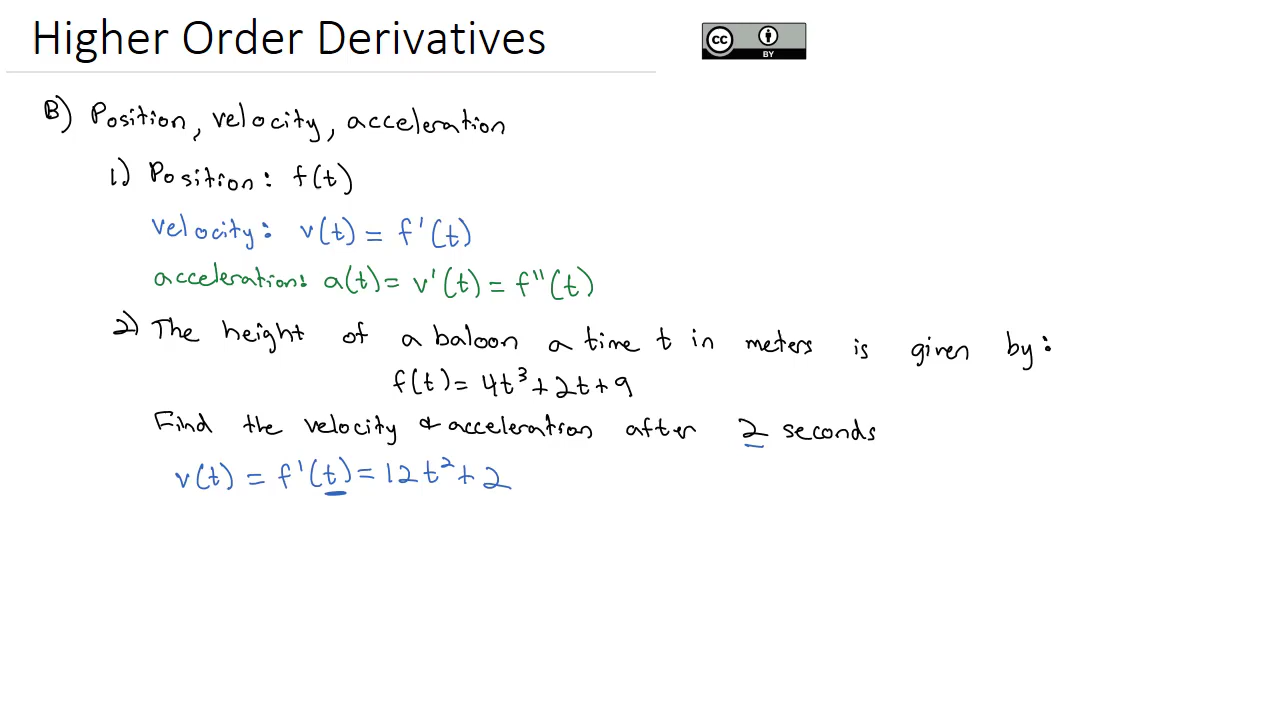 Higher Order Derivatives
cc BY
B) Position, velocity, acceleration
1) Position: f(t)
velocity: v(t) = f'(t)
acceleration: a(t) = v'(t) = f''(t)
2) The height of a baloon a time t in meters is given by:
f(t) = 4t³ + 2t + 9
Find the velocity & acceleration after 2 seconds
v(t) = f'(t) = 12t² + 2